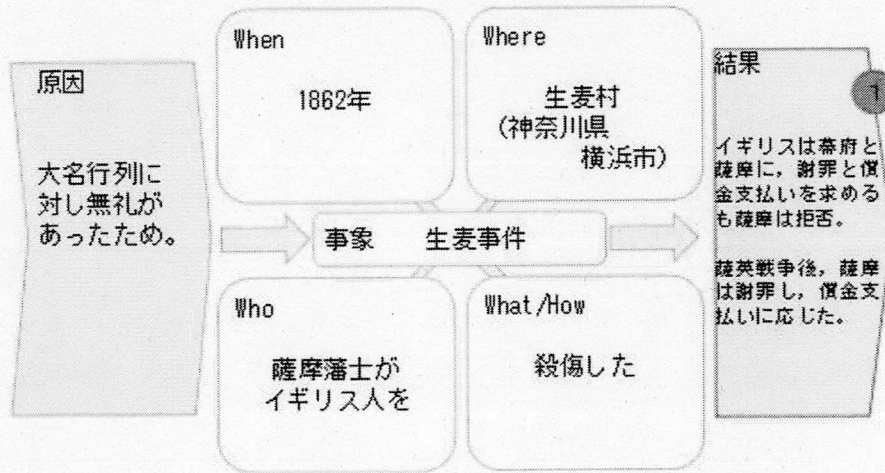 原因
大名行列に
対し無礼が
あったため。
When
1862年
Where
生麦村
(神奈川県
横浜市)
事象　生麦事件
Who
薩摩藩士が
イギリス人を
What/How
殺傷した
結果
1
イギリスは幕府と
薩摩に，謝罪と償
金支払いを求める
も薩摩は拒否。
薩英戦争後，薩摩
は謝罪し，償金支
払いに応じた。